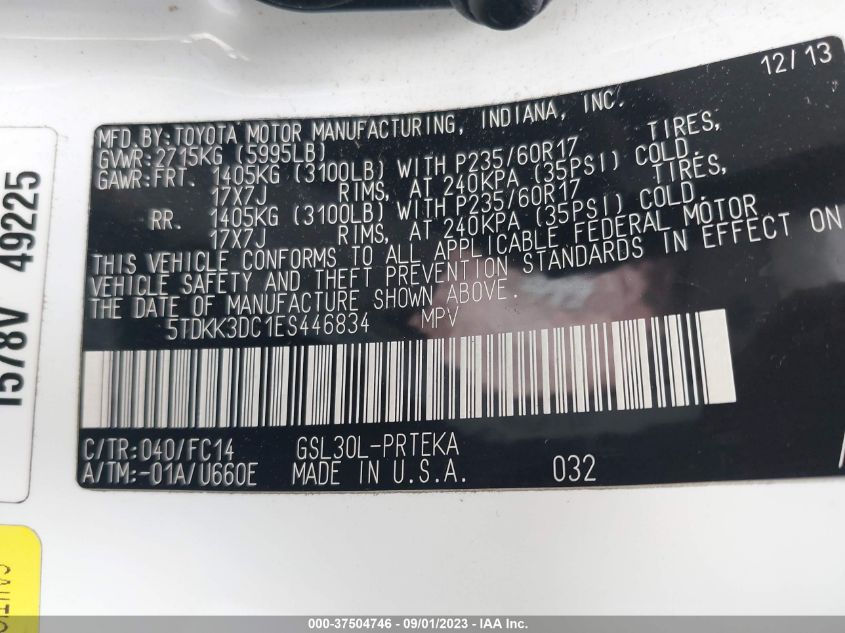 12/13
MFD. BY: TOYOTA MOTOR MANUFACTURING, INDIANA, INC.
GVWR: 2715KG (5995LB)
GAWR: FRT. 1405KG (3100LB) WITH P235/60R17 TIRES,
17X7J RIMS, AT 240KPA (35PSI) COLD.
RR. 1405KG (3100LB) WITH P235/60R17 TIRES,
17X7J RIMS, AT 240KPA (35PSI) COLD.
THIS VEHICLE CONFORMS TO ALL APPLICABLE FEDERAL MOTOR
VEHICLE SAFETY AND THEFT PREVENTION STANDARDS IN EFFECT ON
THE DATE OF MANUFACTURE SHOWN ABOVE.
5TDKK3DC1ES446834 MPV
C/TR: 040/FC14 GSL30L-PRTEKA
A/TM: -01A/U660E MADE IN U.S.A. 032
1578V 49225
000-37504746 - 09/01/2023 - IAA Inc.